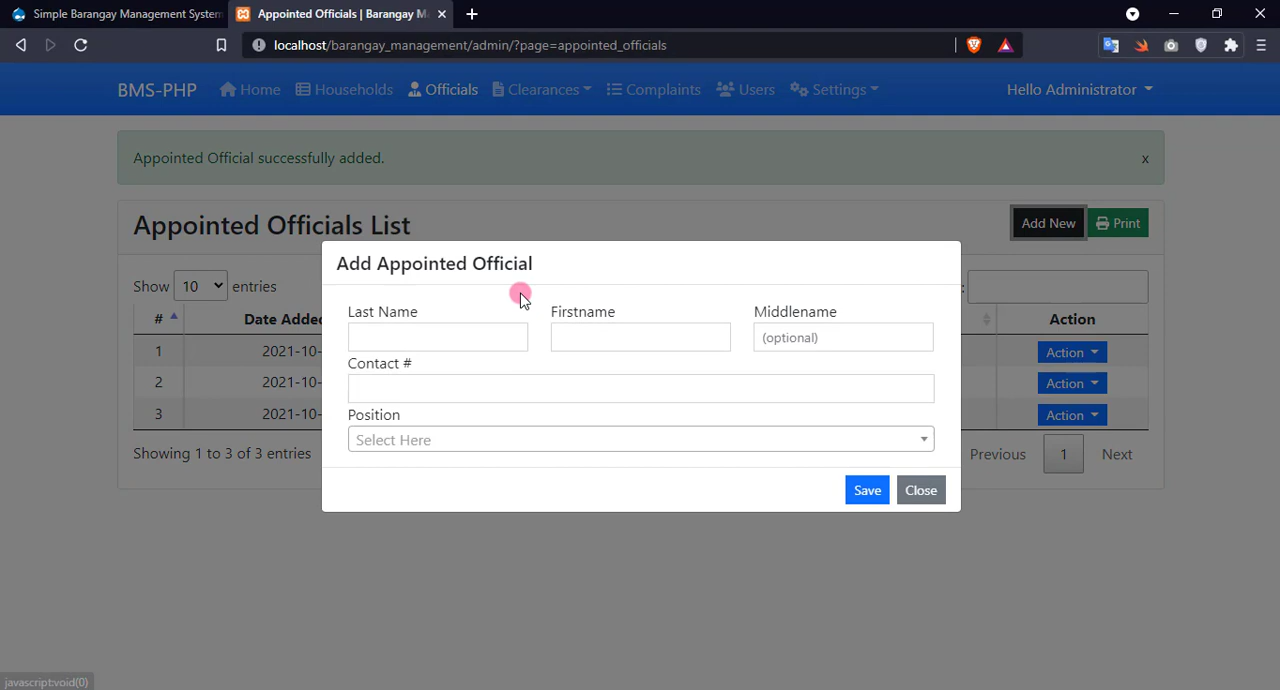 Simple Barangay Management System
Appointed Officials | Barangay M
localhost/barangay_management/admin/?page=appointed_officials
BMS-PHP Home Households Officials Clearances Complaints Users Settings Hello Administrator
Appointed Official successfully added. x
Appointed Officials List
Add New Print
Add Appointed Official
Show 10 entries :
# Date Adde Action
Last Name Firstname Middlename
(optional)
1 2021-10- Action
Contact #
2 2021-10- Action
3 2021-10- Action
Position
Select Here
Showing 1 to 3 of 3 entries Previous 1 Next
Save Close
javascript:void(0)